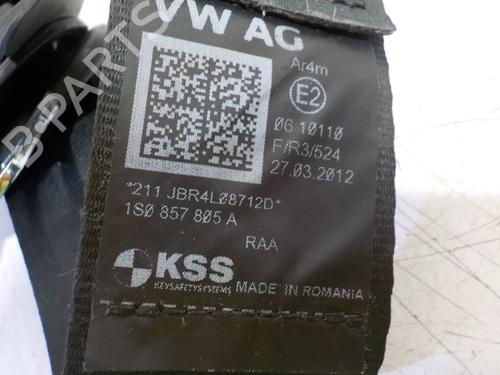 VW AG
Ar4m
E2
06 10110
F/R3/524
27.03.2012
*211 JBR4L08712D*
1S0 857 805 A
RAA
KSS
KEYSAFETYSYSTEMS
MADE IN ROMANIA
B-PARTS